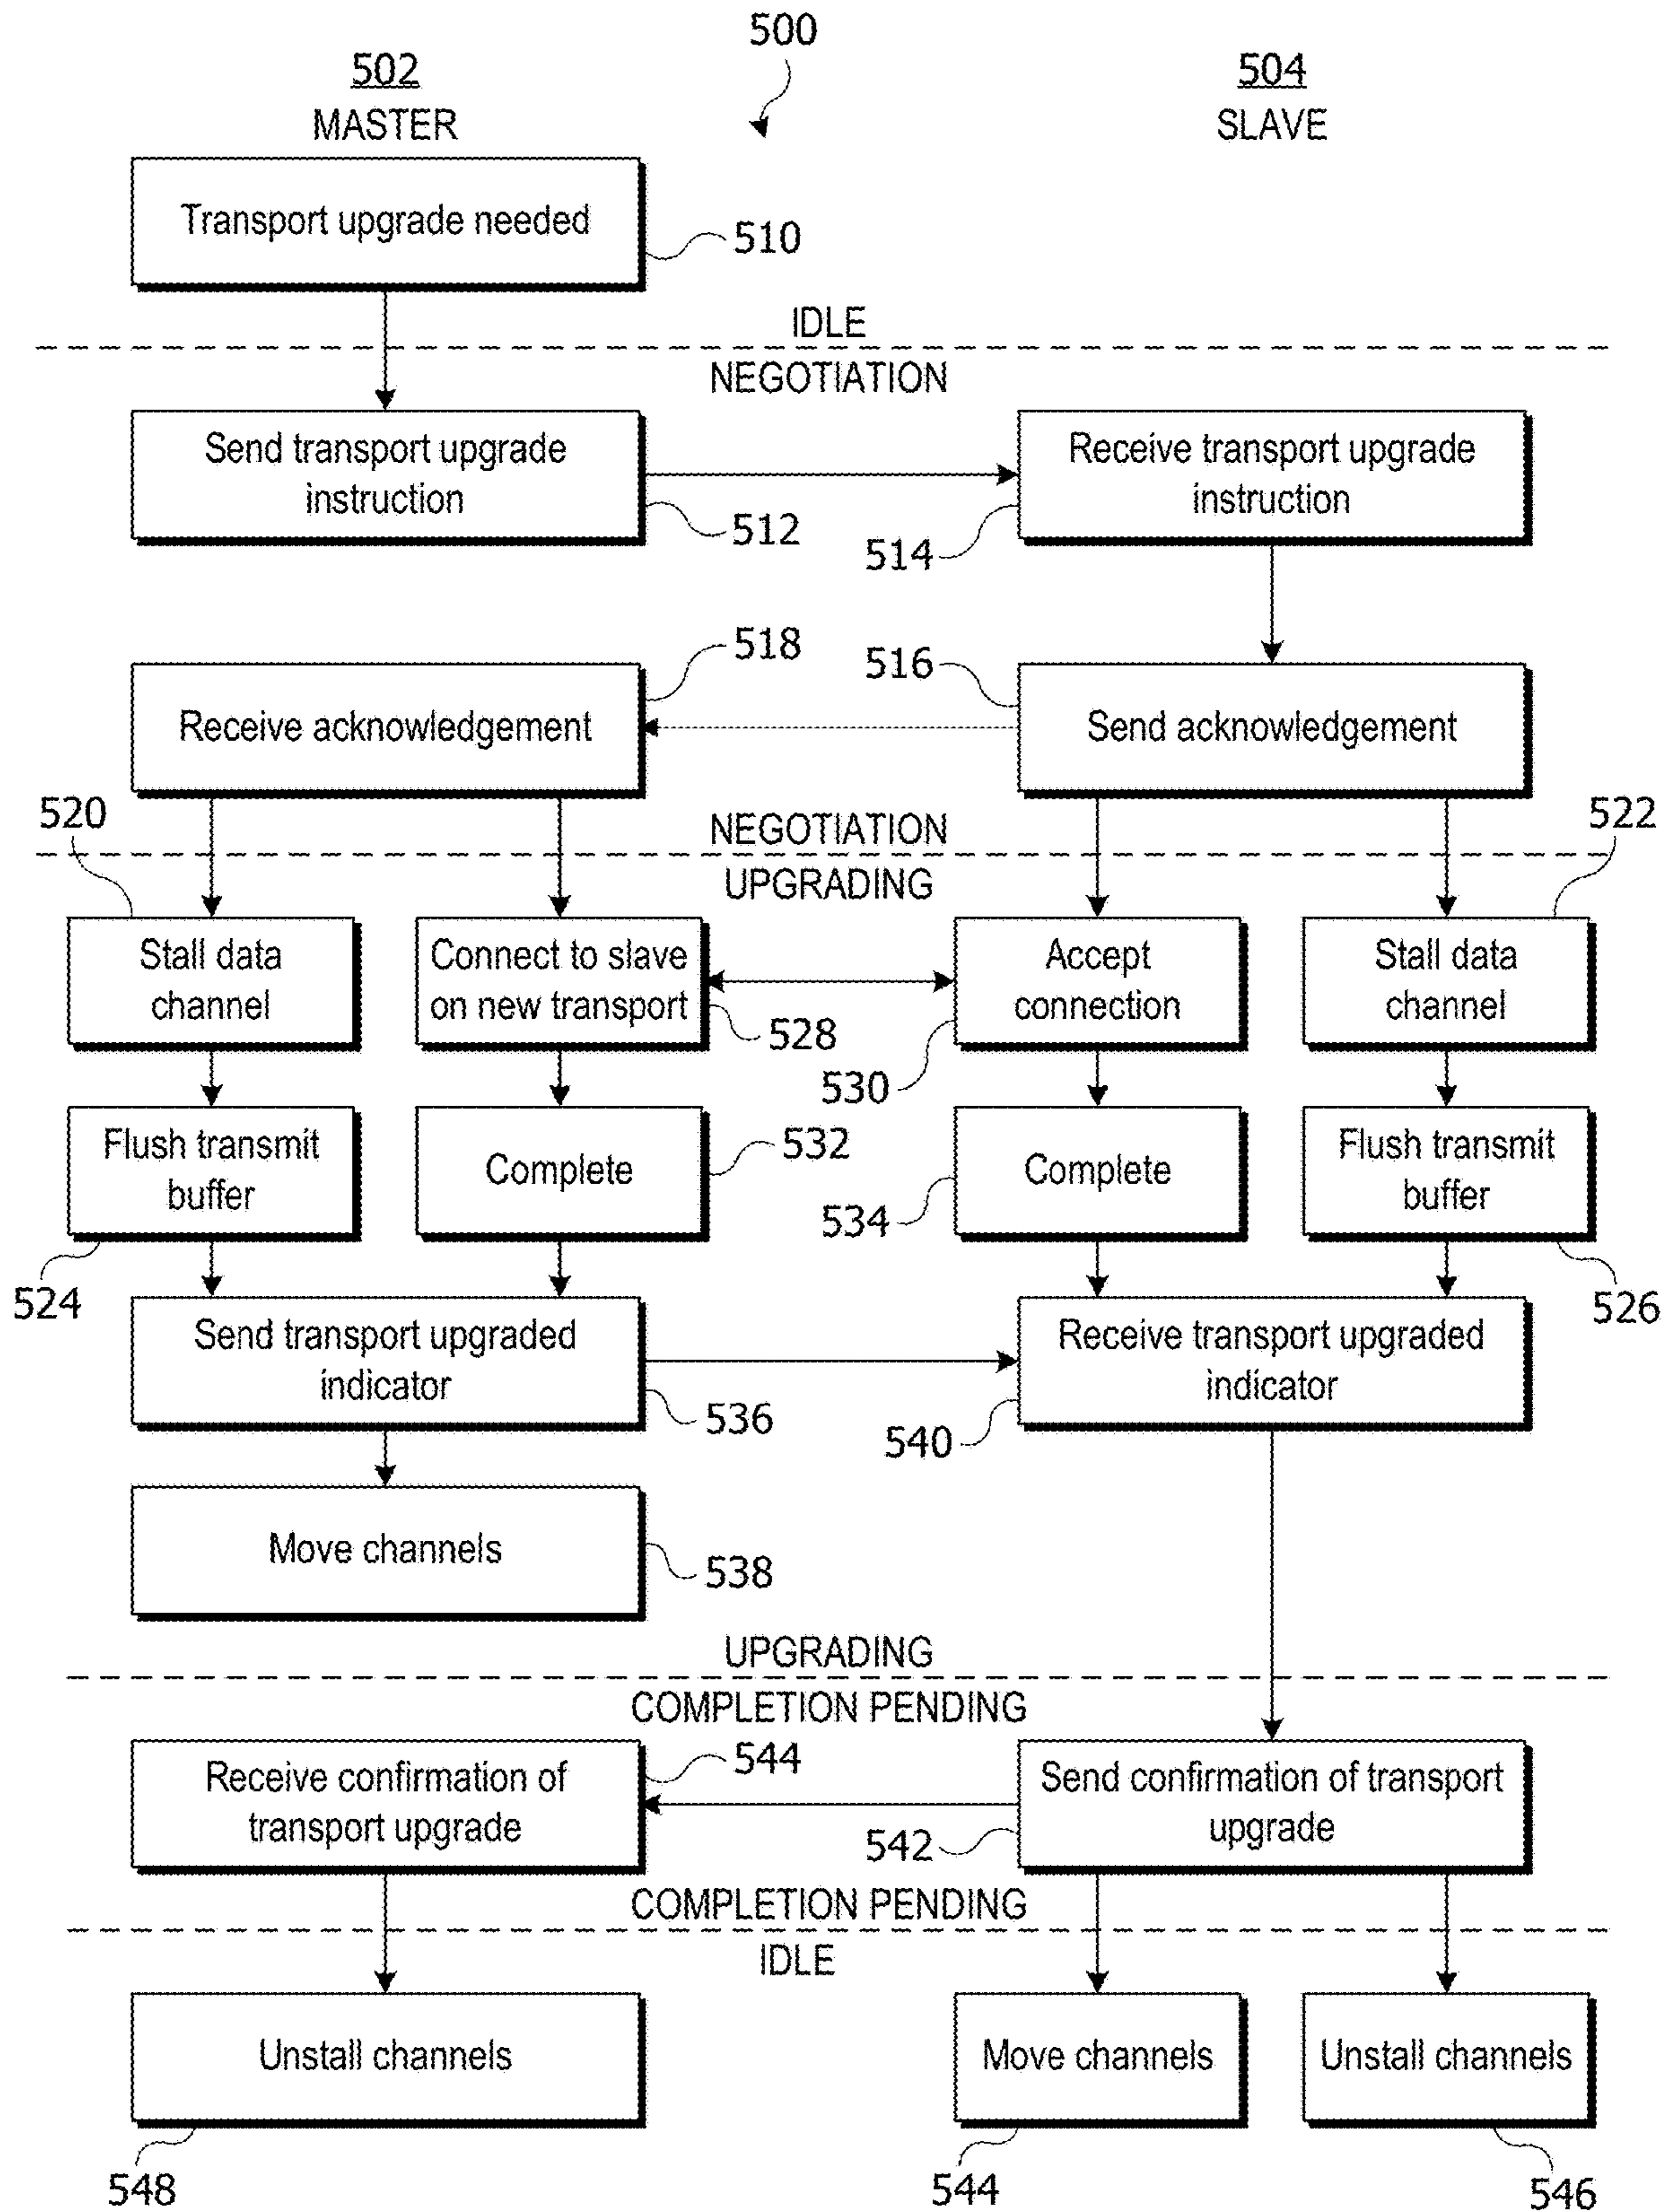 500
502
504
MASTER
SLAVE
Transport upgrade needed
510
IDLE
NEGOTIATION
Send transport upgrade
instruction
512
Receive transport upgrade
instruction
514
518
516
Receive acknowledgement
Send acknowledgement
520
522
NEGOTIATION
UPGRADING
Stall data
channel
Connect to slave
on new transport
528
Accept
connection
530
Stall data
channel
Flush transmit
buffer
524
Complete
532
Complete
534
Flush transmit
buffer
526
Send transport upgraded
indicator
536
Receive transport upgraded
indicator
540
Move channels
538
UPGRADING
COMPLETION PENDING
Receive confirmation of
transport upgrade
544
Send confirmation of transport
upgrade
542
COMPLETION PENDING
IDLE
Unstall channels
Move channels
Unstall channels
548
544
546